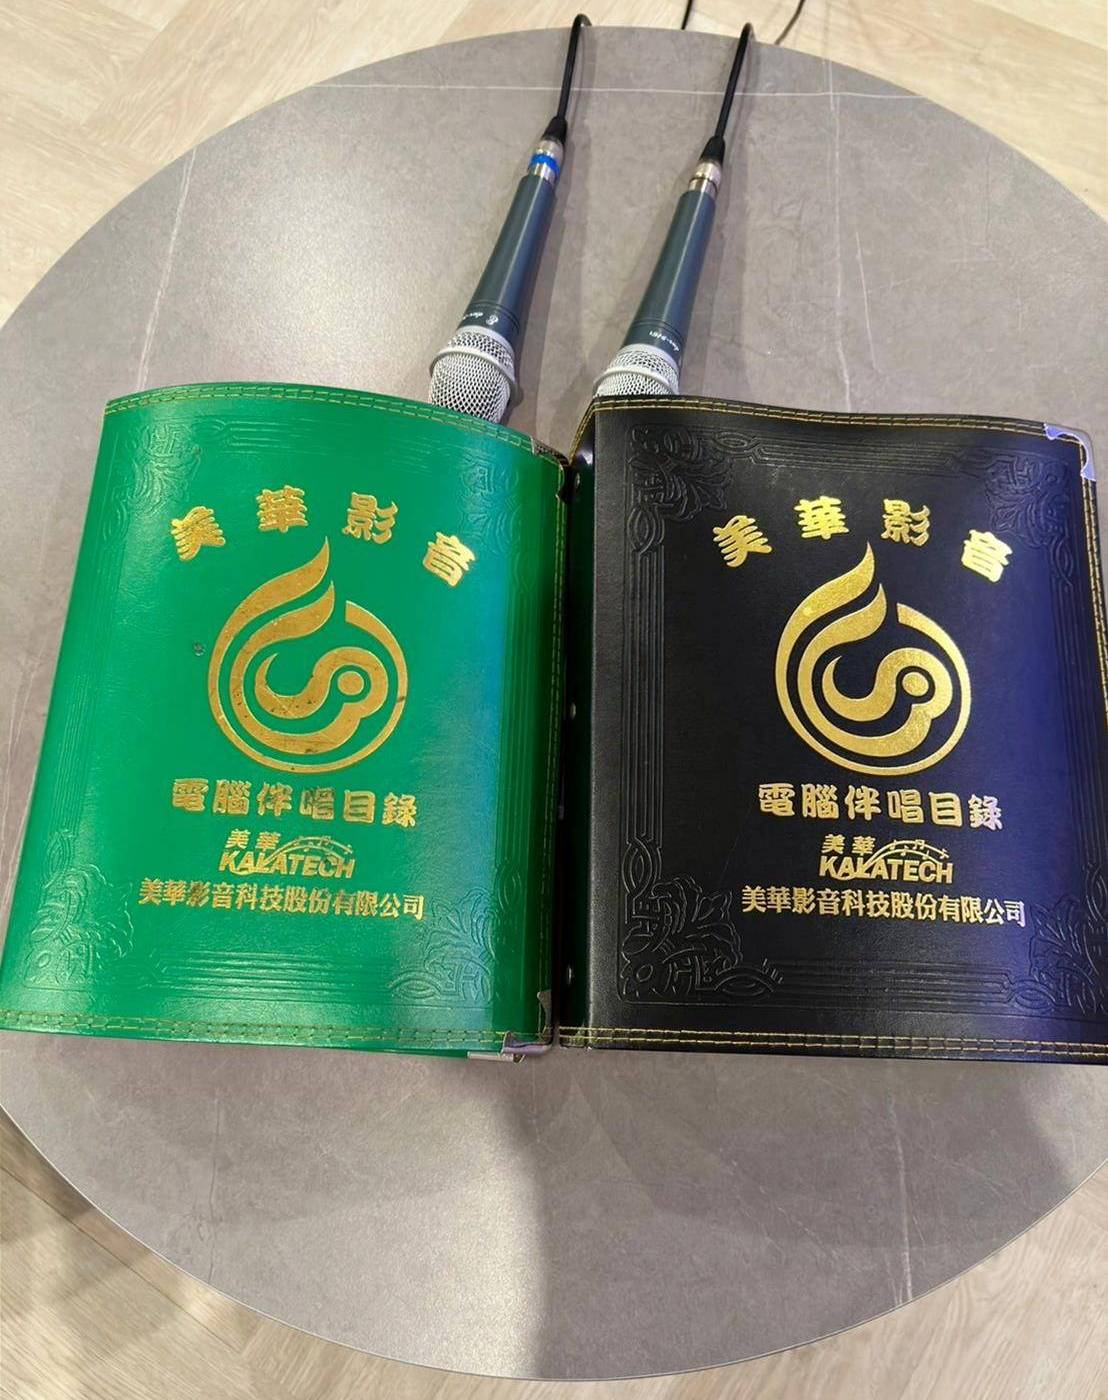 美華影音
電腦伴唱目錄
美華
KALATECH
美華影音科技股份有限公司
美華影音
電腦伴唱目錄
美華
KALATECH
美華影音科技股份有限公司